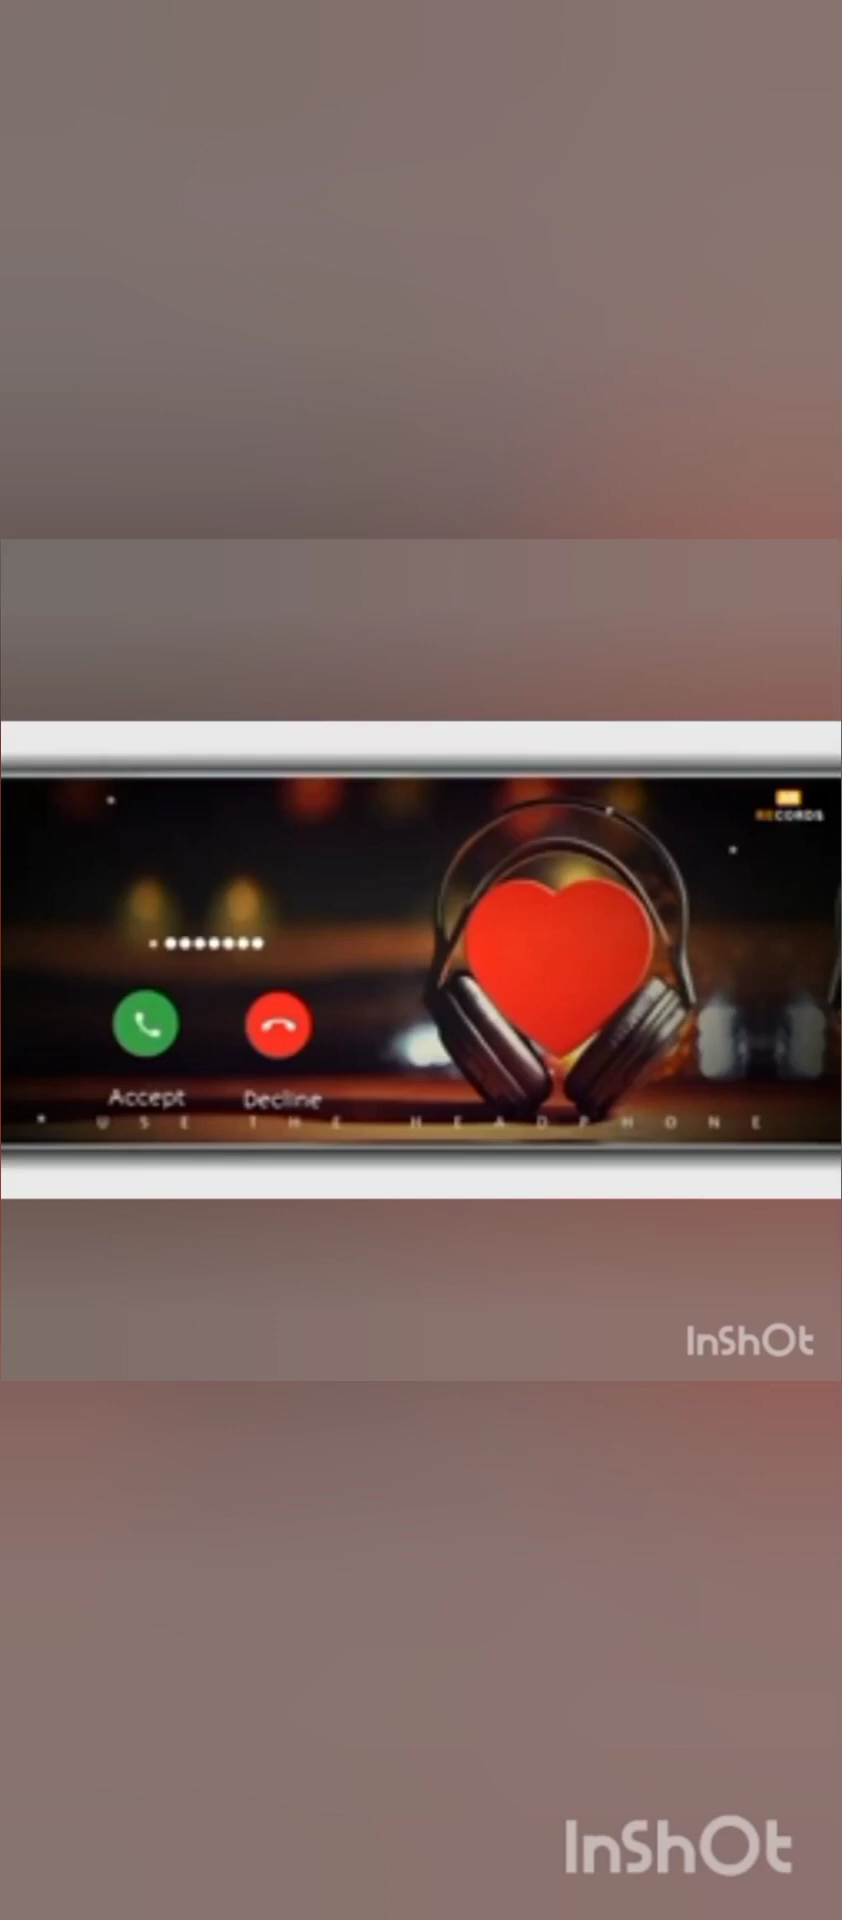 RECORDS
Accept Decline
USE THE HEADPHONE
InShOt
InShOt